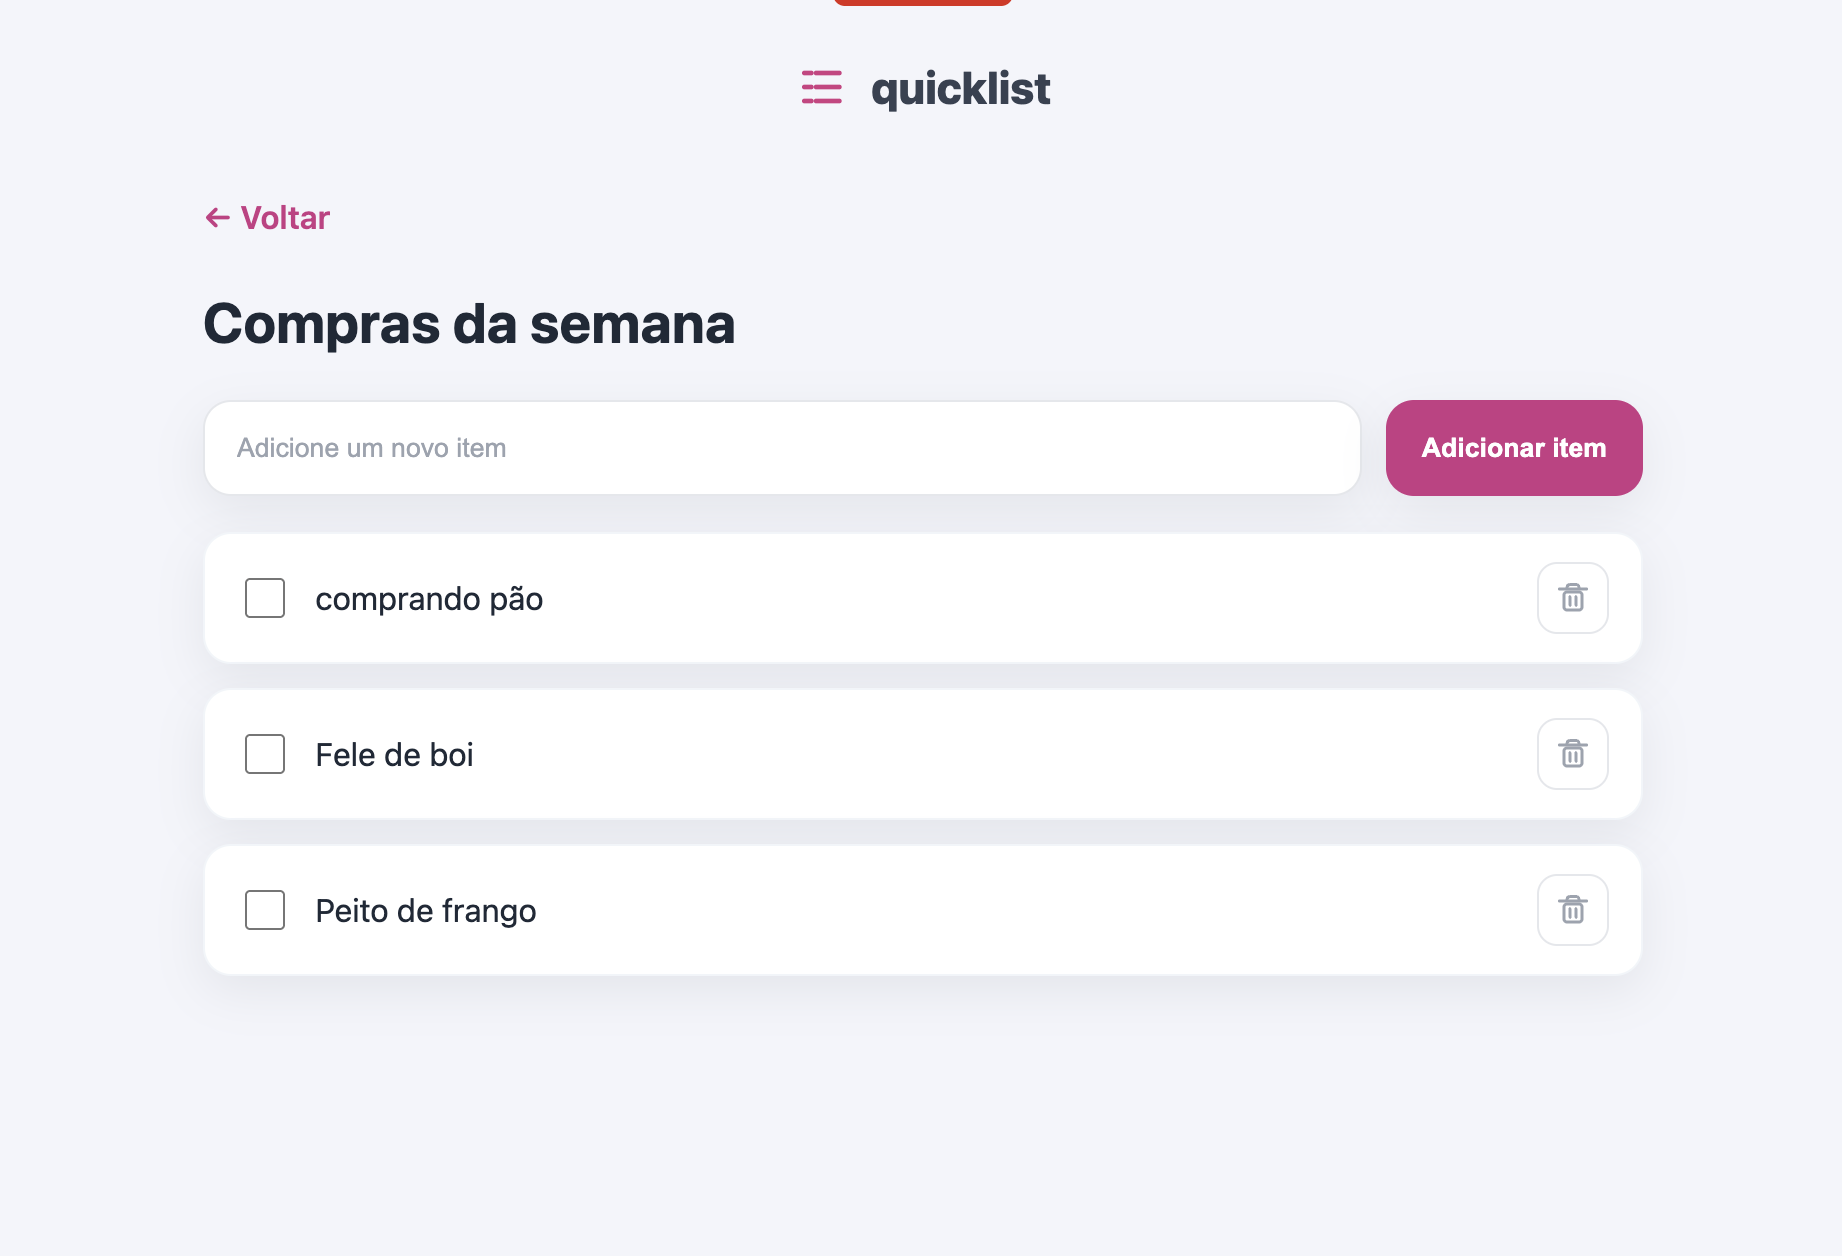 quicklist
← Voltar
Compras da semana
Adicione um novo item
Adicionar item
comprando pão
Fele de boi
Peito de frango